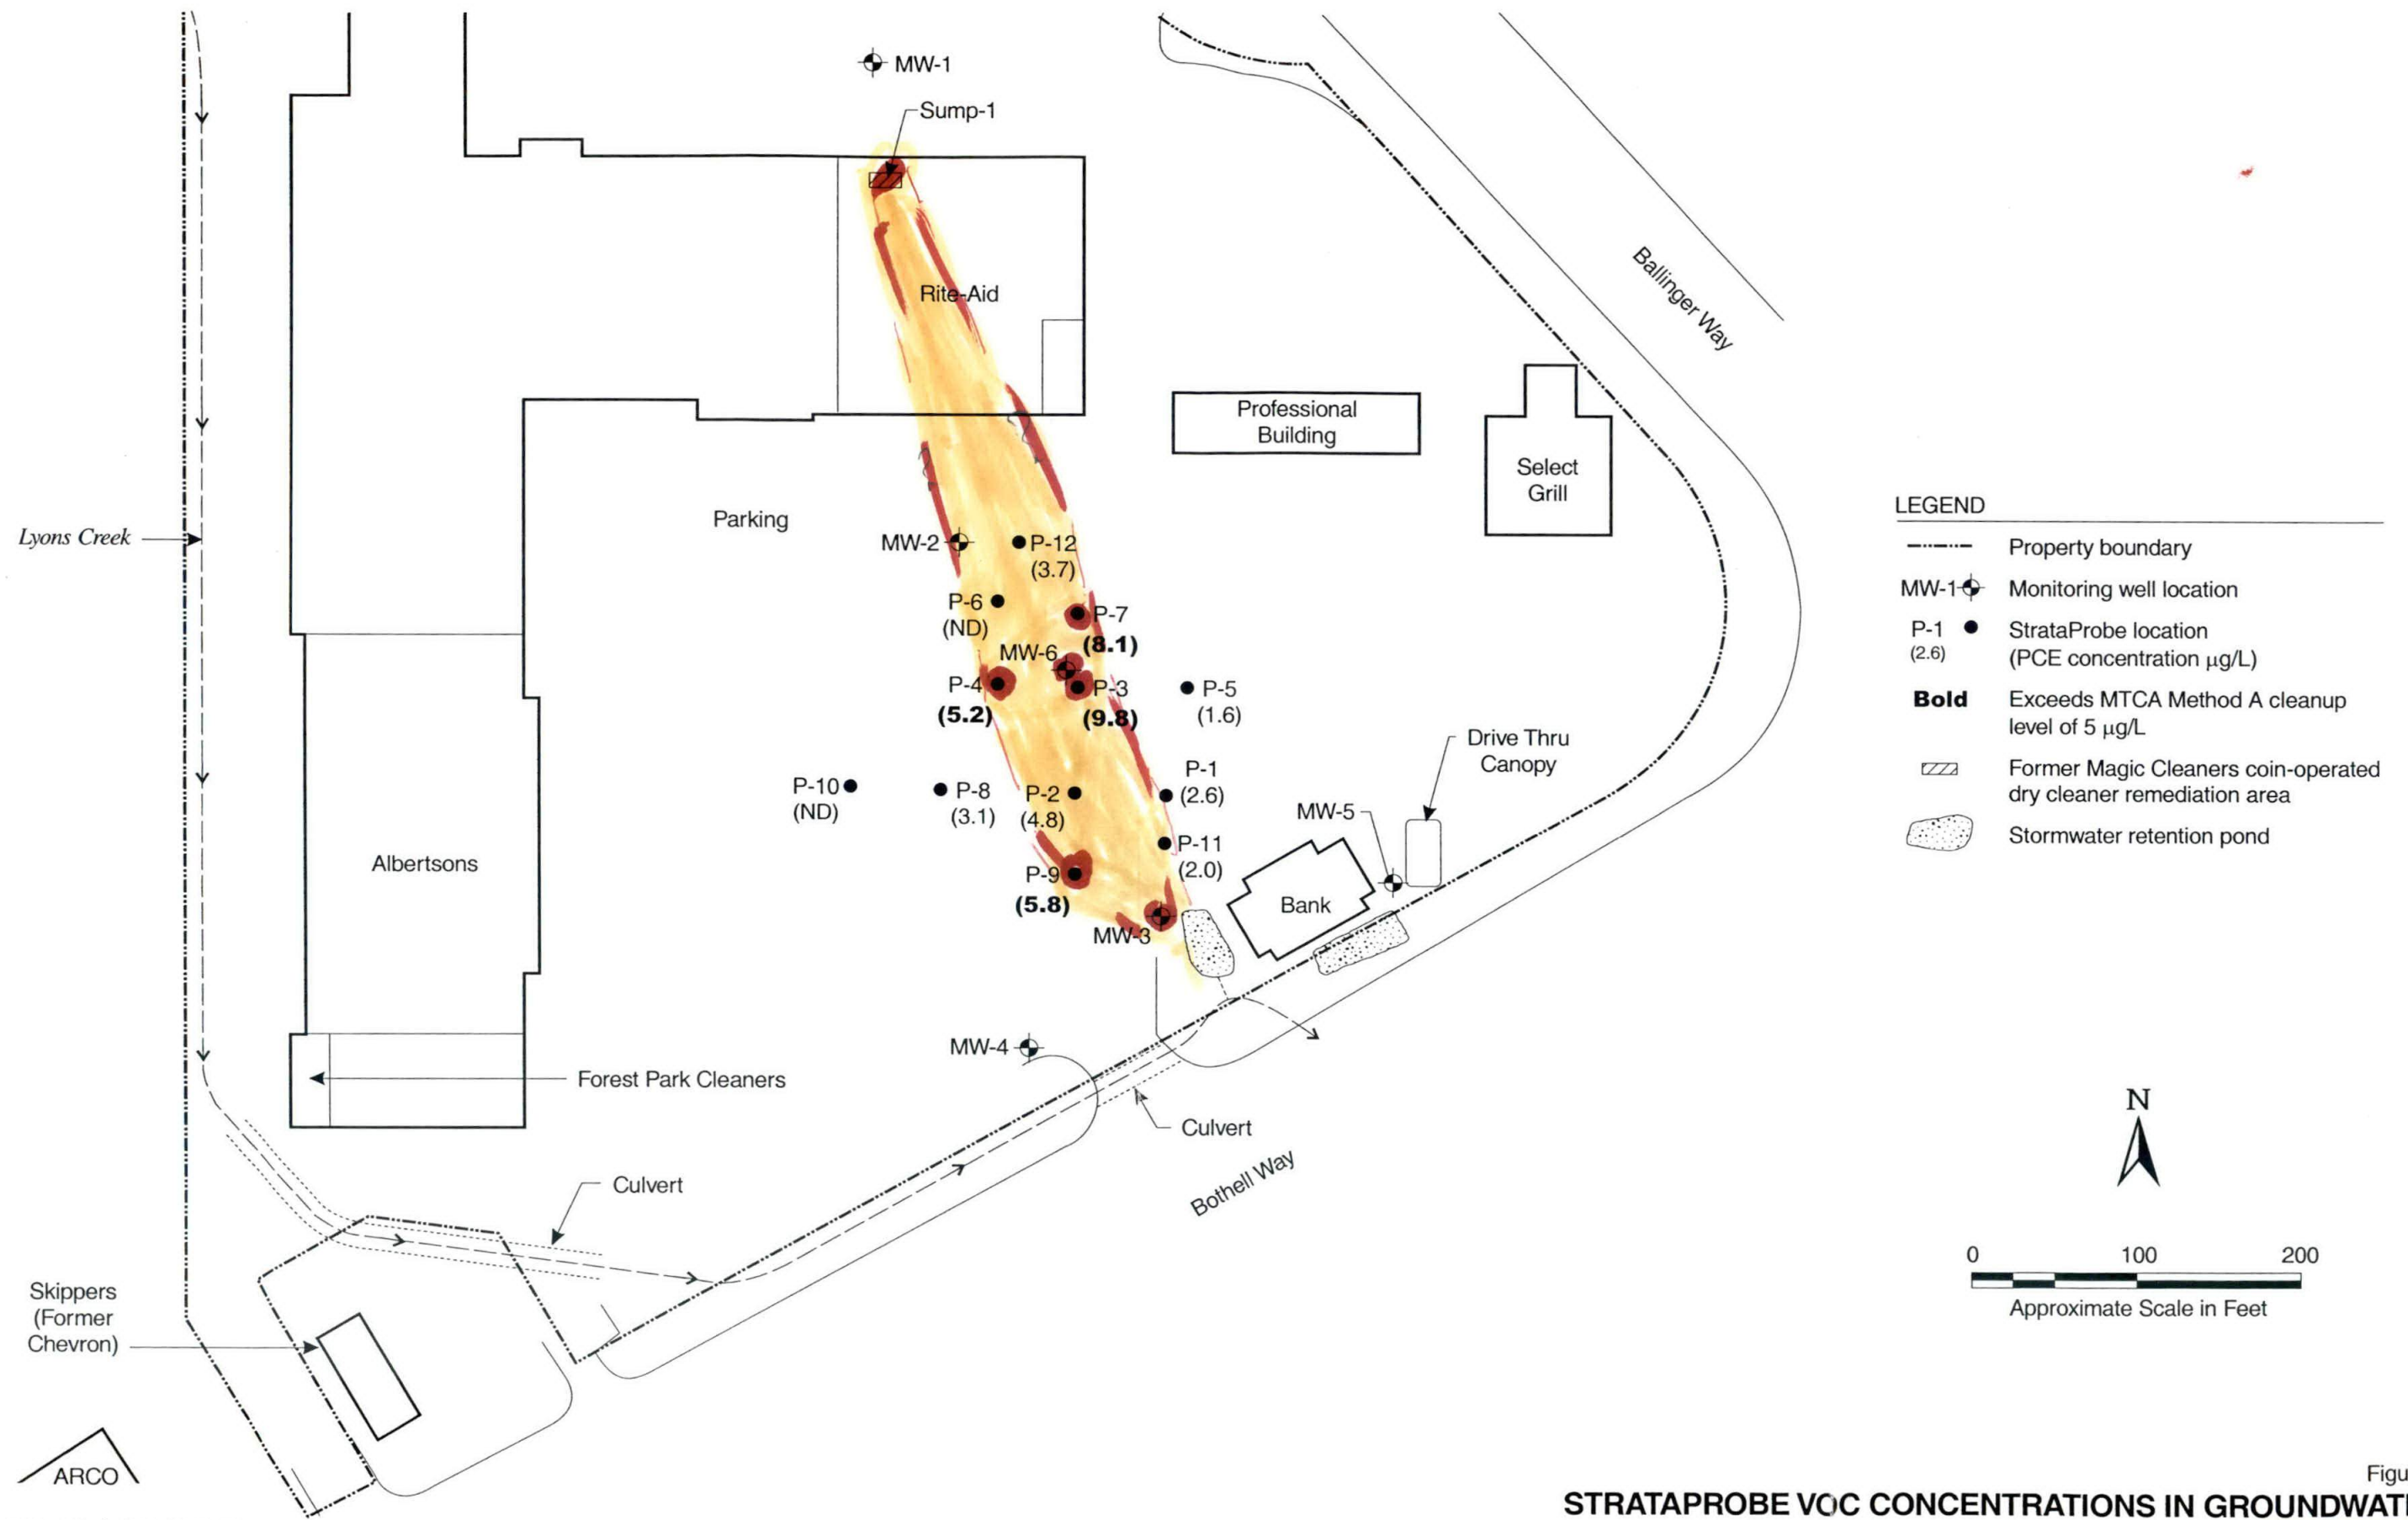 MW-1
Sump-1
Rite-Aid
Ballinger Way
Professional
Building
Select
Grill
Parking
Lyons Creek
MW-2
P-12
(3.7)
P-6
(ND)
P-7
(8.1)
MW-6
P-4
(5.2)
P-3
(9.8)
P-5
(1.6)
P-10
(ND)
P-8
(3.1)
P-2
(4.8)
P-1
(2.6)
P-11
(2.0)
P-9
(5.8)
MW-3
Drive Thru
Canopy
MW-5
Bank
Albertsons
MW-4
Forest Park Cleaners
Culvert
Bothell Way
Culvert
Skippers
(Former
Chevron)
ARCO
LEGEND
Property boundary
MW-1 Monitoring well location
P-1 StrataProbe location
(2.6) (PCE concentration μg/L)
Bold Exceeds MTCA Method A cleanup
level of 5 μg/L
Former Magic Cleaners coin-operated
dry cleaner remediation area
Stormwater retention pond
N
0 100 200
Approximate Scale in Feet
STRATAPROBE VOC CONCENTRATIONS IN